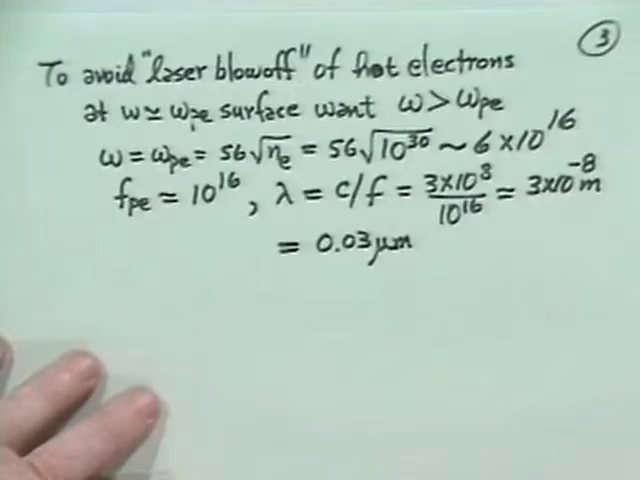 3
To avoid "laser blowoff" of hot electrons
at ω ≃ ωpe surface want ω > ωpe
ω = ωpe = 56√ne = 56√10^30 ~ 6×10^16
fpe ≃ 10^16, λ = c/f = 3×10^8/10^16 = 3×10^-8 m
= 0.03 μm